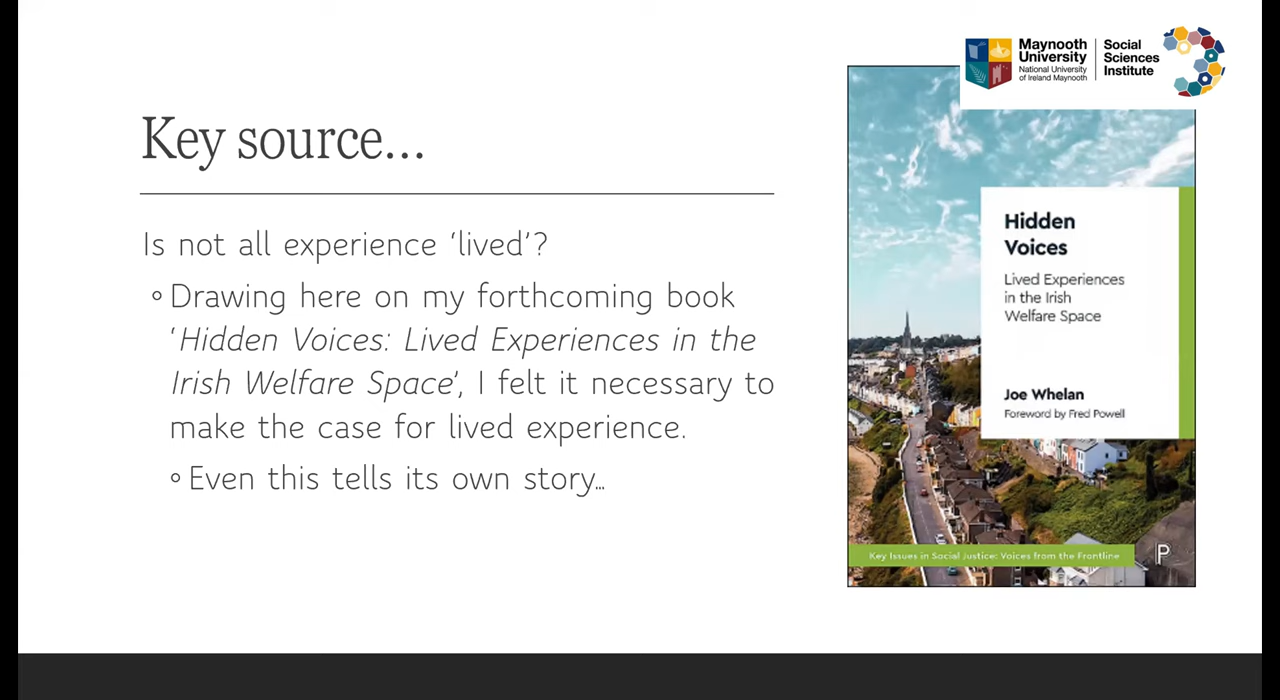 Maynooth
University
National University
of Ireland Maynooth
Social
Sciences
Institute
Key source...
Is not all experience ‘lived’?
Drawing here on my forthcoming book
‘Hidden Voices: Lived Experiences in the
Irish Welfare Space’, I felt it necessary to
make the case for lived experience.
Even this tells its own story…
Hidden
Voices
Lived Experiences
in the Irish
Welfare Space
Joe Whelan
Foreword by Fred Powell
Key Issues in Social Justice: Voices from the Frontline
P